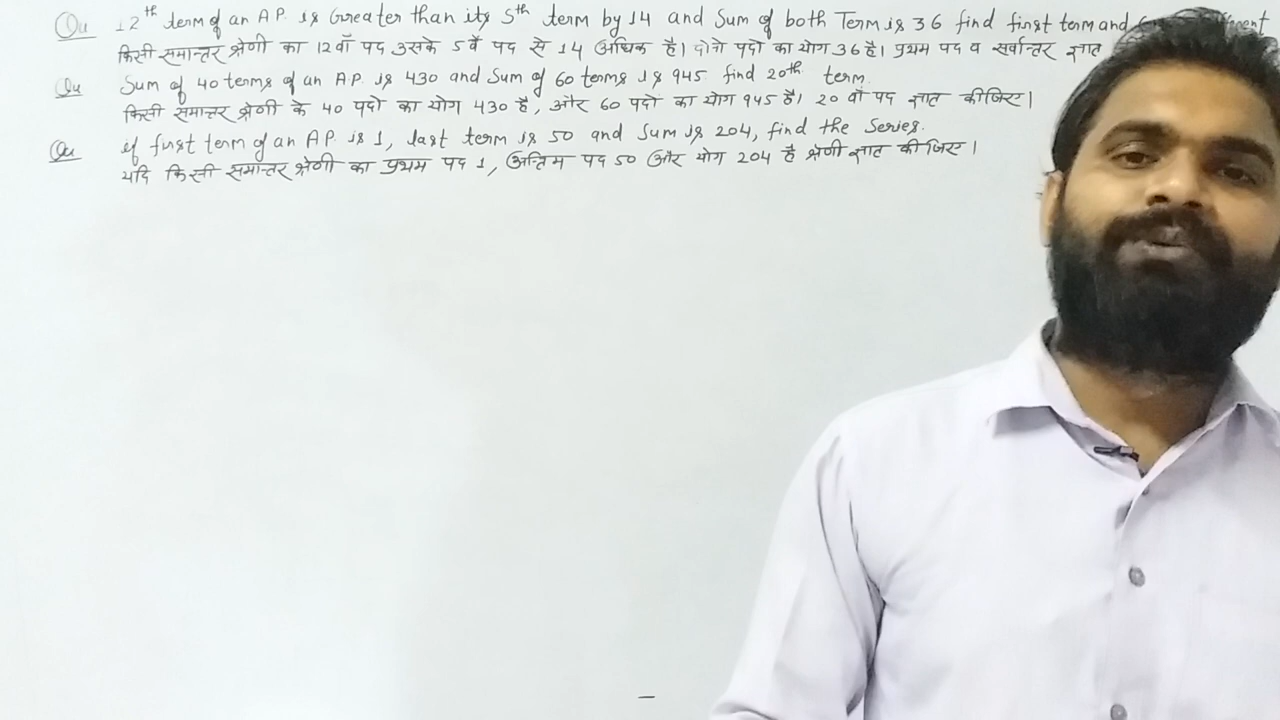 Qu 12th term of an A.P. is Greater than its 5th term by 14 and Sum of both Term is 36 find first term and
किसी समान्तर श्रेणी का 12वाँ पद उसके 5वें पद से 14 अधिक है। दोनो पदो का योग 36 है। प्रथम पद व सर्वान्तर ज्ञात
Qu Sum of 40 terms of an A.P. is 430 and Sum of 60 terms is 945 find 20th term.
किसी समान्तर श्रेणी के 40 पदो का योग 430 है, और 60 पदो का योग 945 है। 20 वाँ पद ज्ञात कीजिए।
Qu if first term of an A.P. is 1, last term is 50 and Sum is 204, find the Series.
यदि किसी समान्तर श्रेणी का प्रथम पद 1, अन्तिम पद 50 और योग 204 है श्रेणी ज्ञात कीजिए।